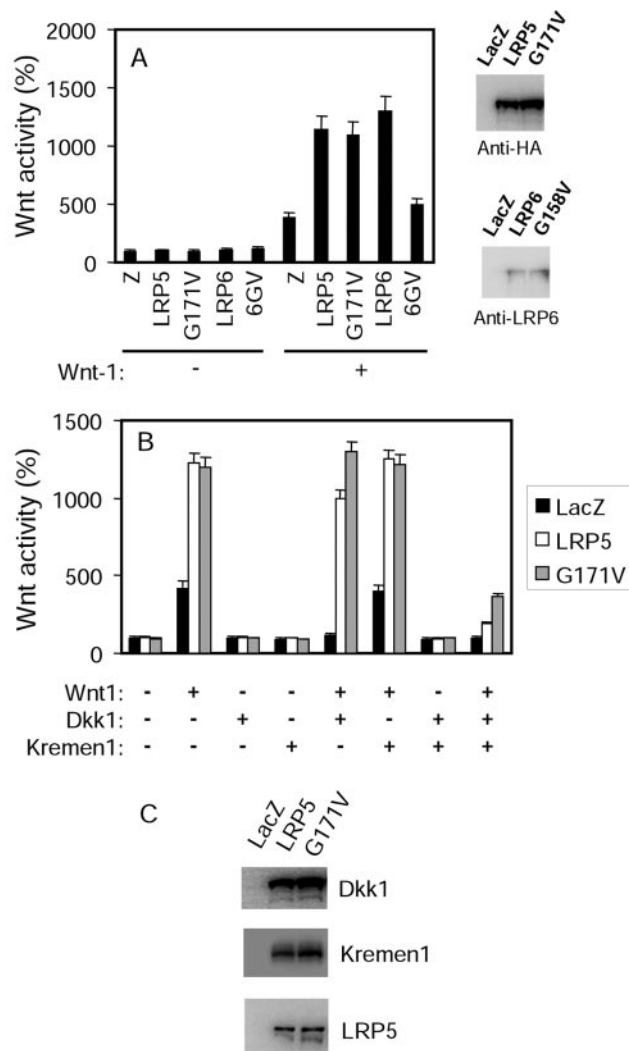 A
Wnt activity (%)
2000
1500
1000
500
0
Z
LRP5
G171V
LRP6
6GV
Z
LRP5
G171V
LRP6
6GV
Wnt-1: - +
LacZ
LRP5
G171V
Anti-HA
LacZ
LRP6
G158V
Anti-LRP6
B
Wnt activity (%)
1500
1000
500
0
LacZ
LRP5
G171V
Wnt1: - + - - + + - +
Dkk1: - - + - + - + +
Kremen1: - - - + - + + +
C
LacZ
LRP5
G171V
Dkk1
Kremen1
LRP5